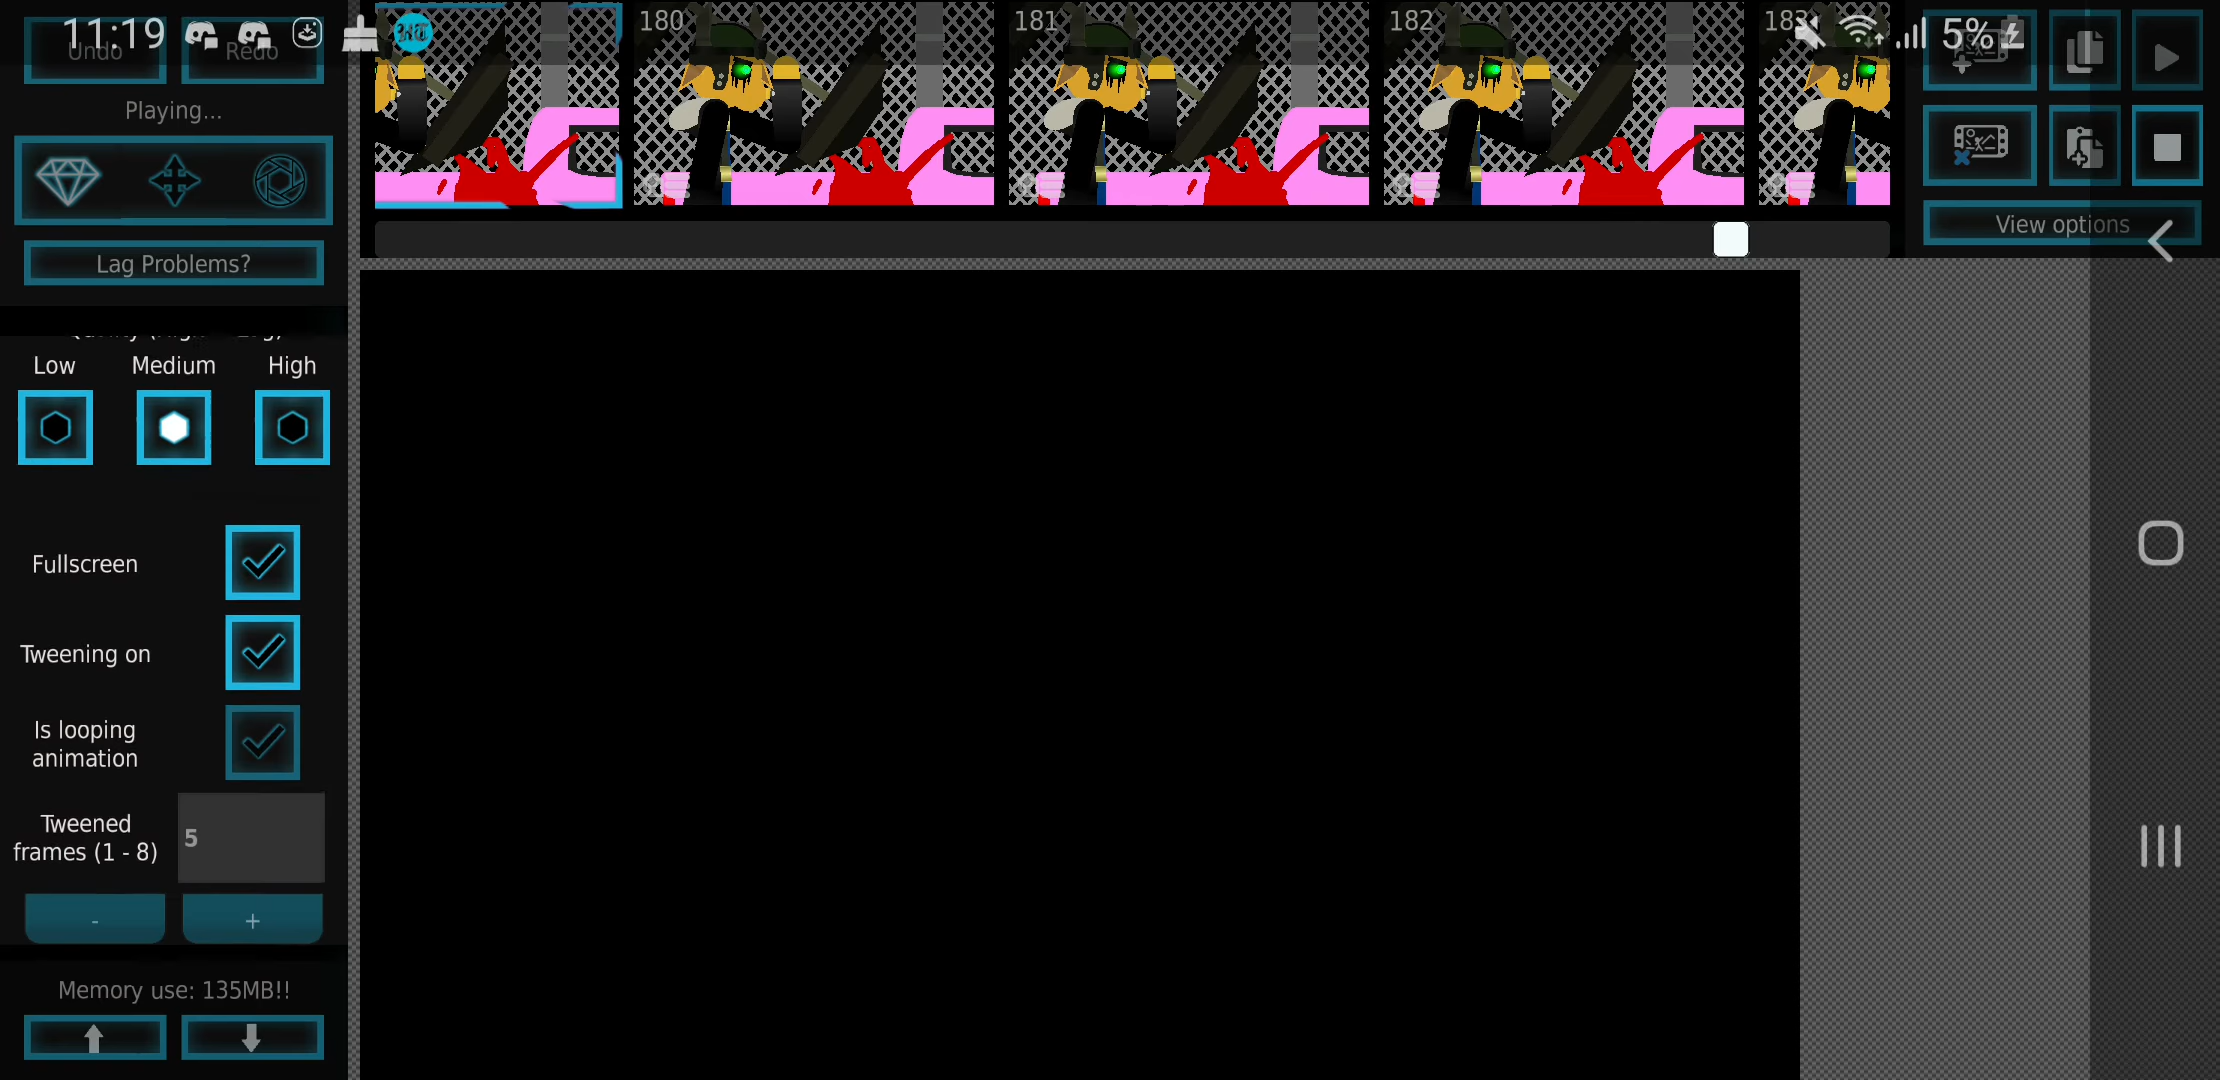 11:19
5%
Undo
Redo
180
181
182
Playing...
View options
Lag Problems?
Low
Medium
High
Fullscreen
Tweening on
Is looping
animation
Tweened
frames (1 - 8)
5
-
+
Memory use: 135MB!!